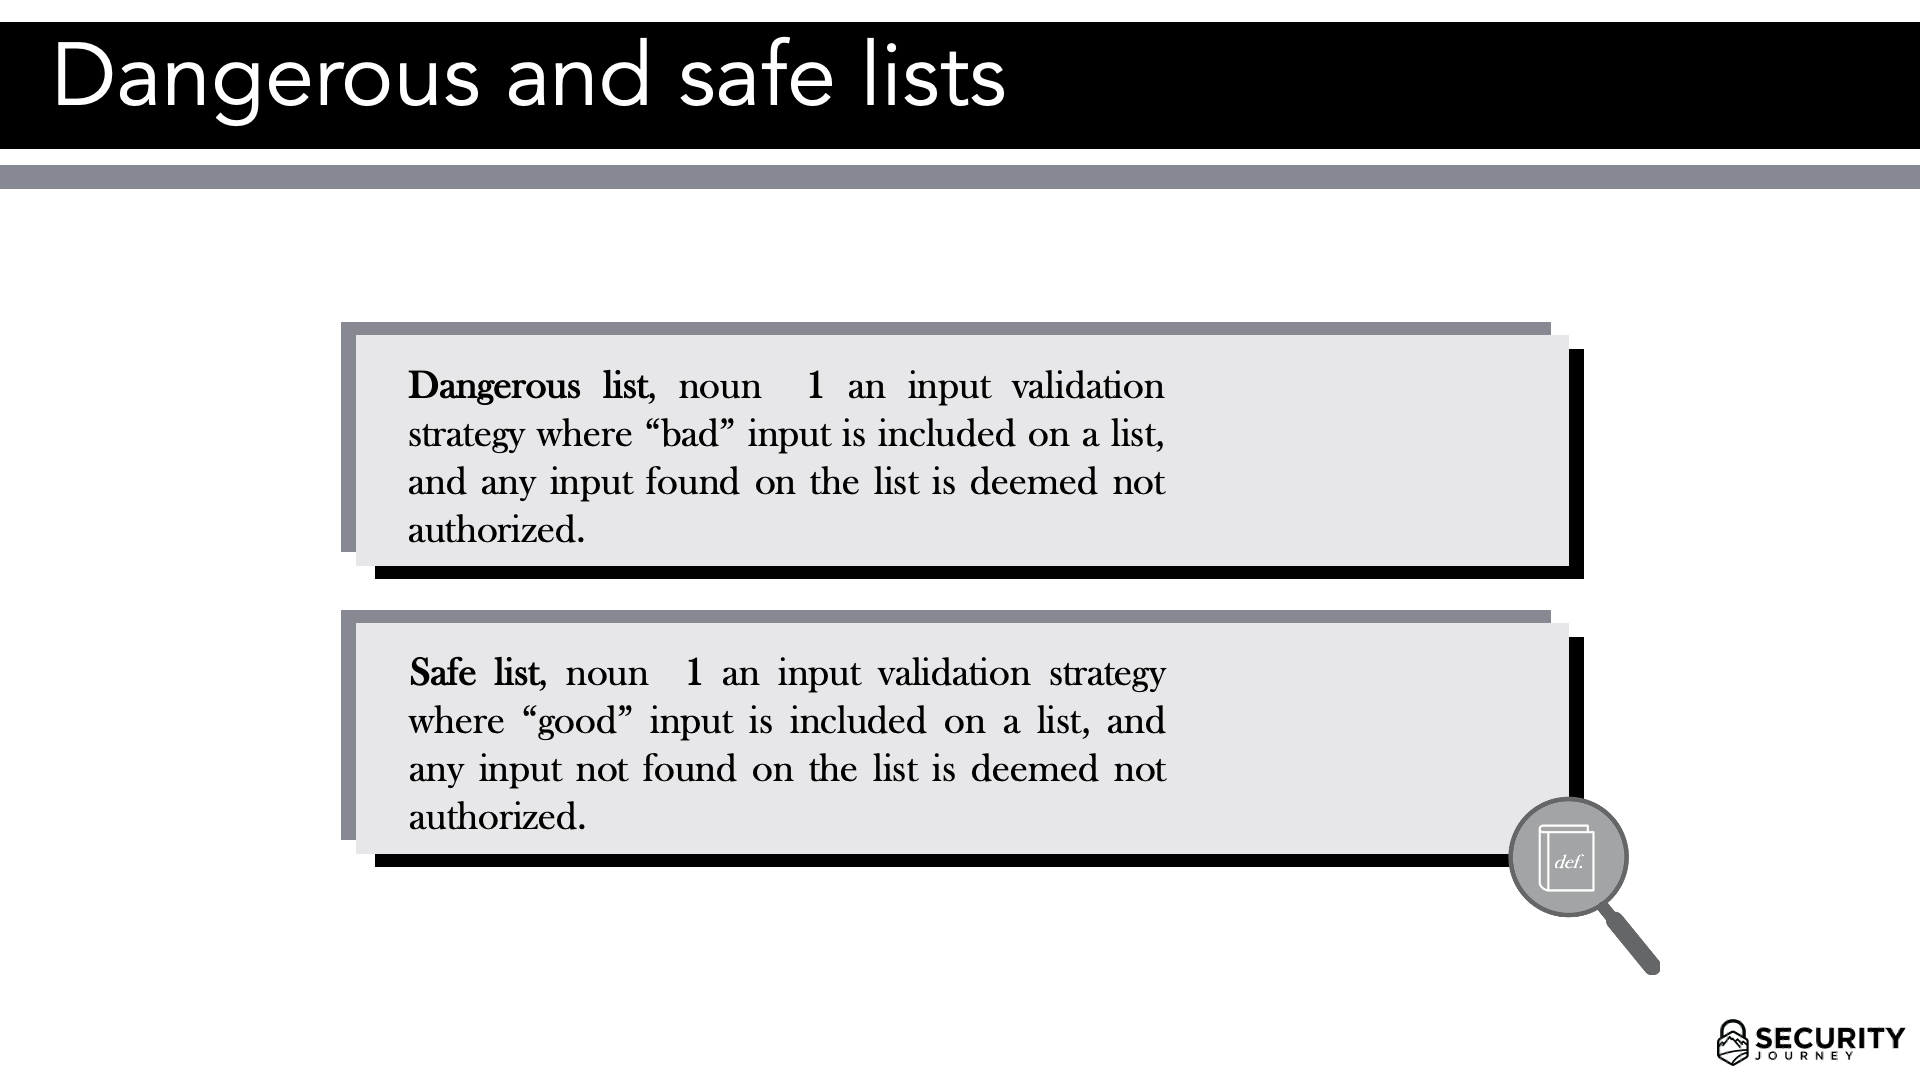 Dangerous and safe lists
Dangerous list, noun 1 an input validation
strategy where “bad” input is included on a list,
and any input found on the list is deemed not
authorized.
Safe list, noun 1 an input validation strategy
where “good” input is included on a list, and
any input not found on the list is deemed not
authorized.
def.
SECURITY
JOURNEY